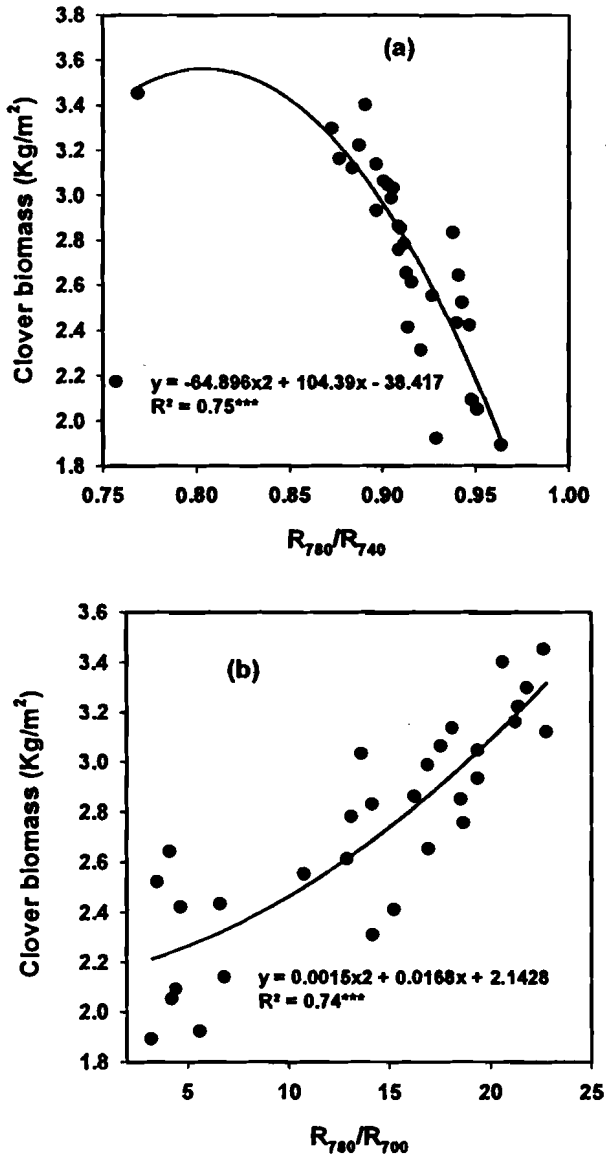 3.8
3.6
3.4
3.2
3.0
2.8
2.6
2.4
2.2
2.0
1.8
Clover biomass (Kg/m²)
(a)
y = -64.896x2 + 104.39x - 38.417
R² = 0.75***
0.75 0.80 0.85 0.90 0.95 1.00
R₇₈₀/R₇₄₀
3.6
3.4
3.2
3.0
2.8
2.6
2.4
2.2
2.0
1.8
Clover biomass (Kg/m²)
(b)
y = 0.0015x2 + 0.0168x + 2.1428
R² = 0.74***
5 10 15 20 25
R₇₈₀/R₇₀₀